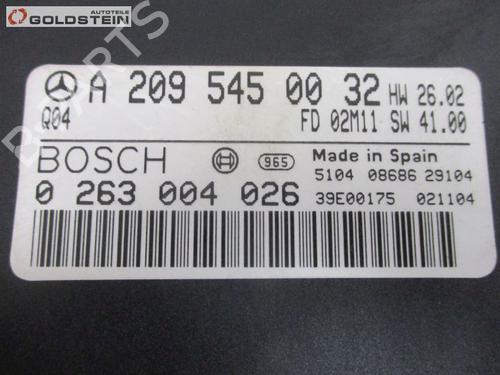 AUTOTEILE
GOLDSTEIN
BPARTS
A 209 545 00 32 HW 26.02
Q04 FD 02M11 SW 41.00
BOSCH 965 Made in Spain
5104 08686 29104
0 263 004 026 39E00175 021104